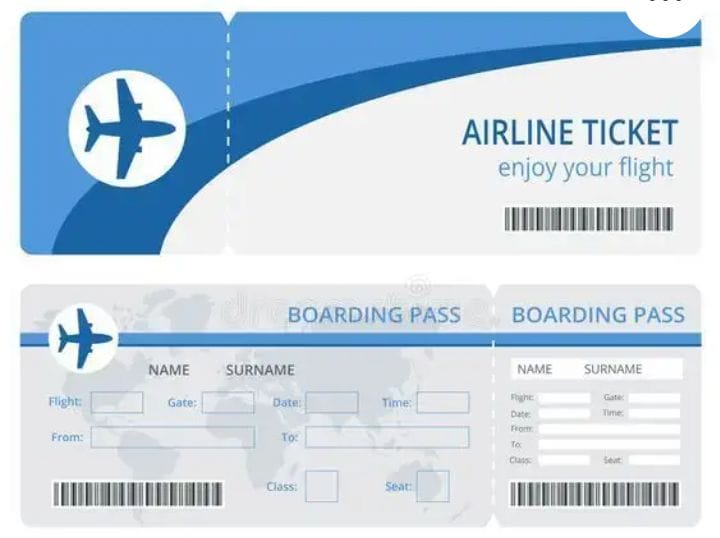 AIRLINE TICKET
enjoy your flight
BOARDING PASS
NAME SURNAME
Flight: Gate: Date: Time:
From: To:
Class: Seat:
BOARDING PASS
NAME SURNAME
Flight: Gate:
Date: Time:
From:
To:
Class: Seat: